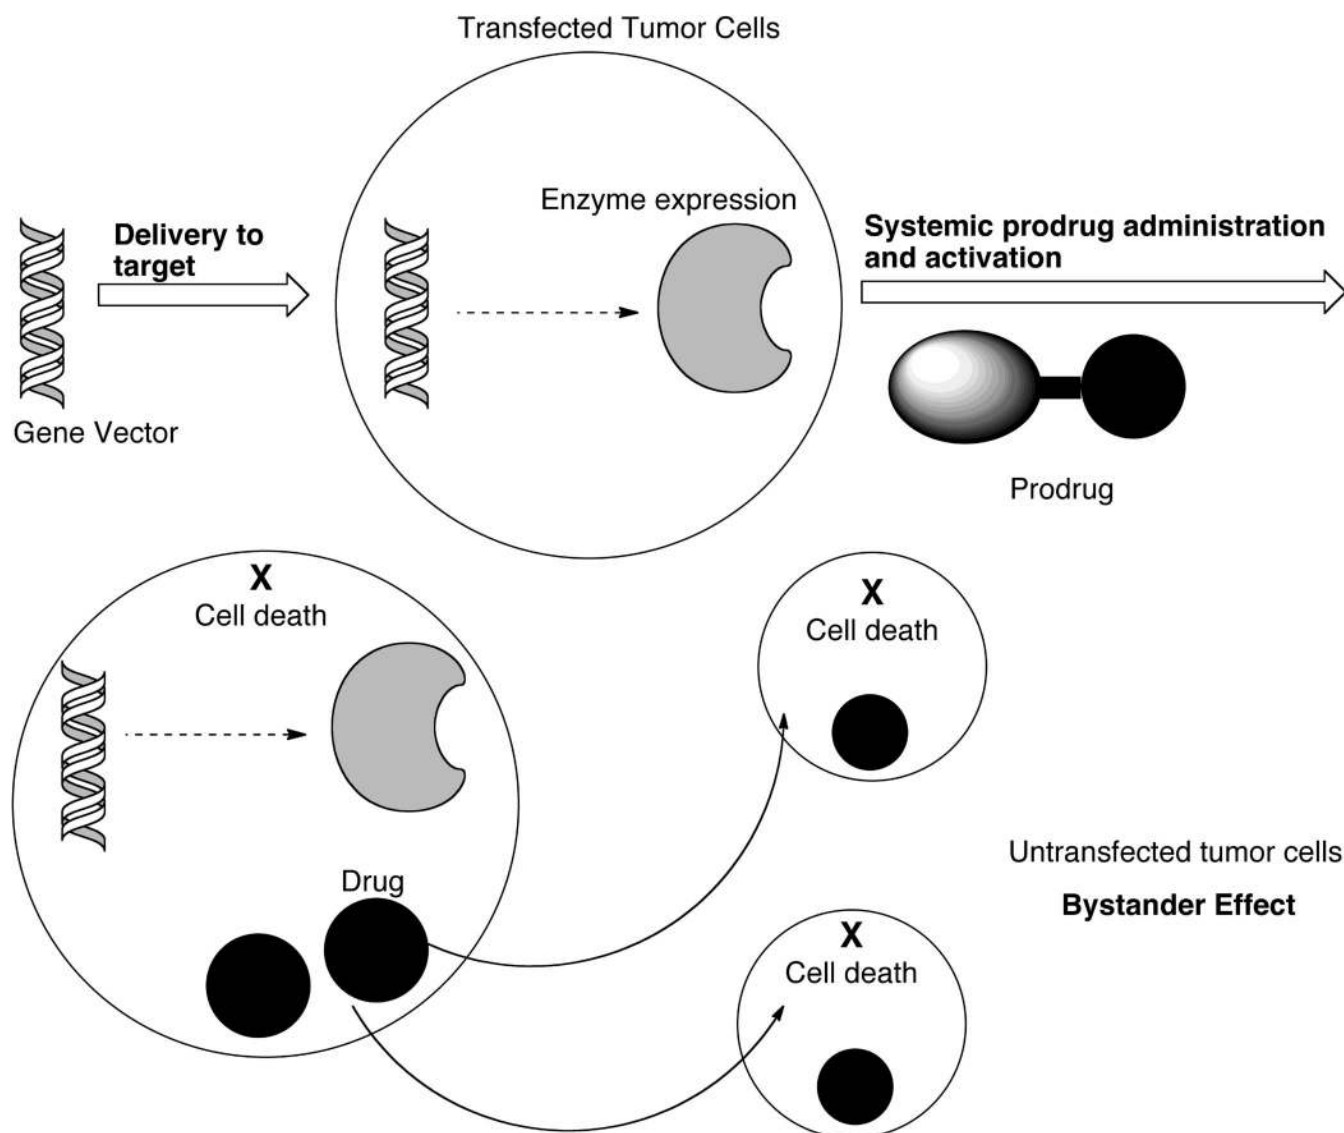 Transfected Tumor Cells
Enzyme expression
Delivery to
target
Systemic prodrug administration
and activation
Gene Vector
Prodrug
X
Cell death
X
Cell death
Drug
Untransfected tumor cells
Bystander Effect
X
Cell death